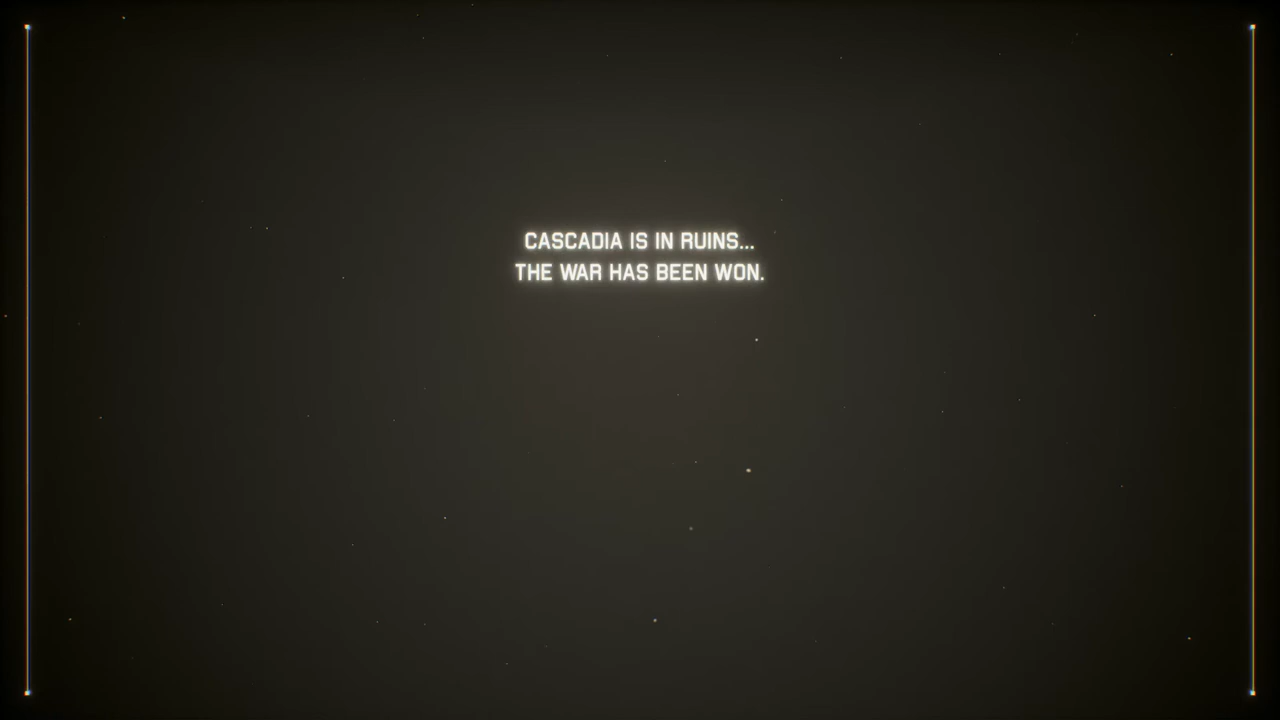 CASCADIA IS IN RUINS...
THE WAR HAS BEEN WON.